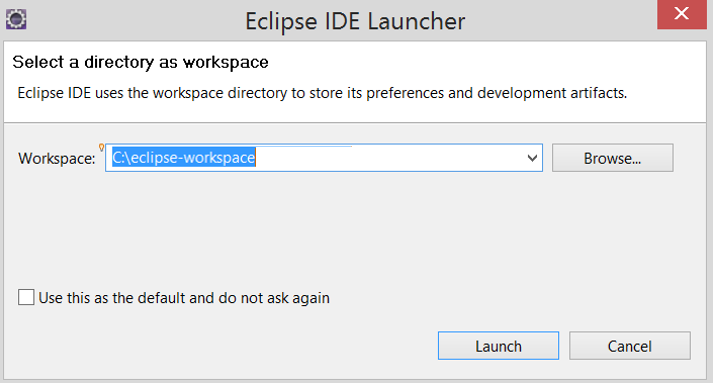 Eclipse IDE Launcher
Select a directory as workspace
Eclipse IDE uses the workspace directory to store its preferences and development artifacts.
Workspace: C:\eclipse-workspace Browse...
Use this as the default and do not ask again
Launch Cancel